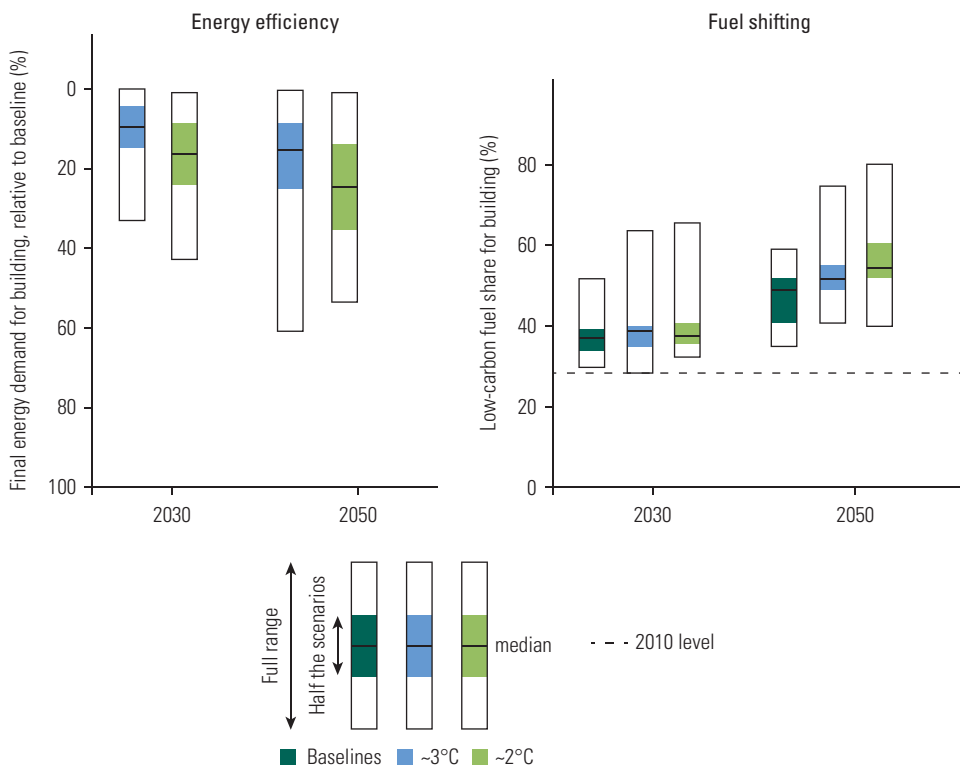 Energy efficiency
Final energy demand for building, relative to baseline (%)
0
20
40
60
80
100
2030
2050
Fuel shifting
Low-carbon fuel share for building (%)
80
60
40
20
0
2030
2050
Full range
Half the scenarios
median
2010 level
Baselines
~3°C
~2°C